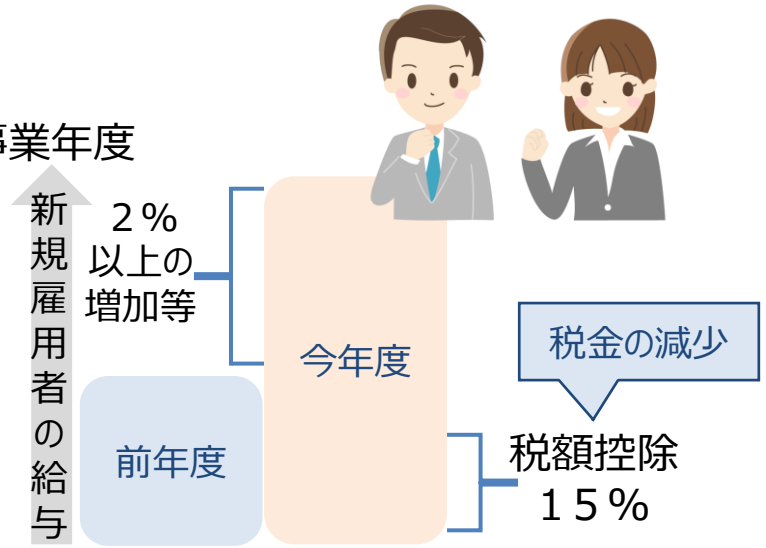 事業年度
新規雇用者の給与
２%
以上の
増加等
今年度
前年度
税金の減少
税額控除
１５%